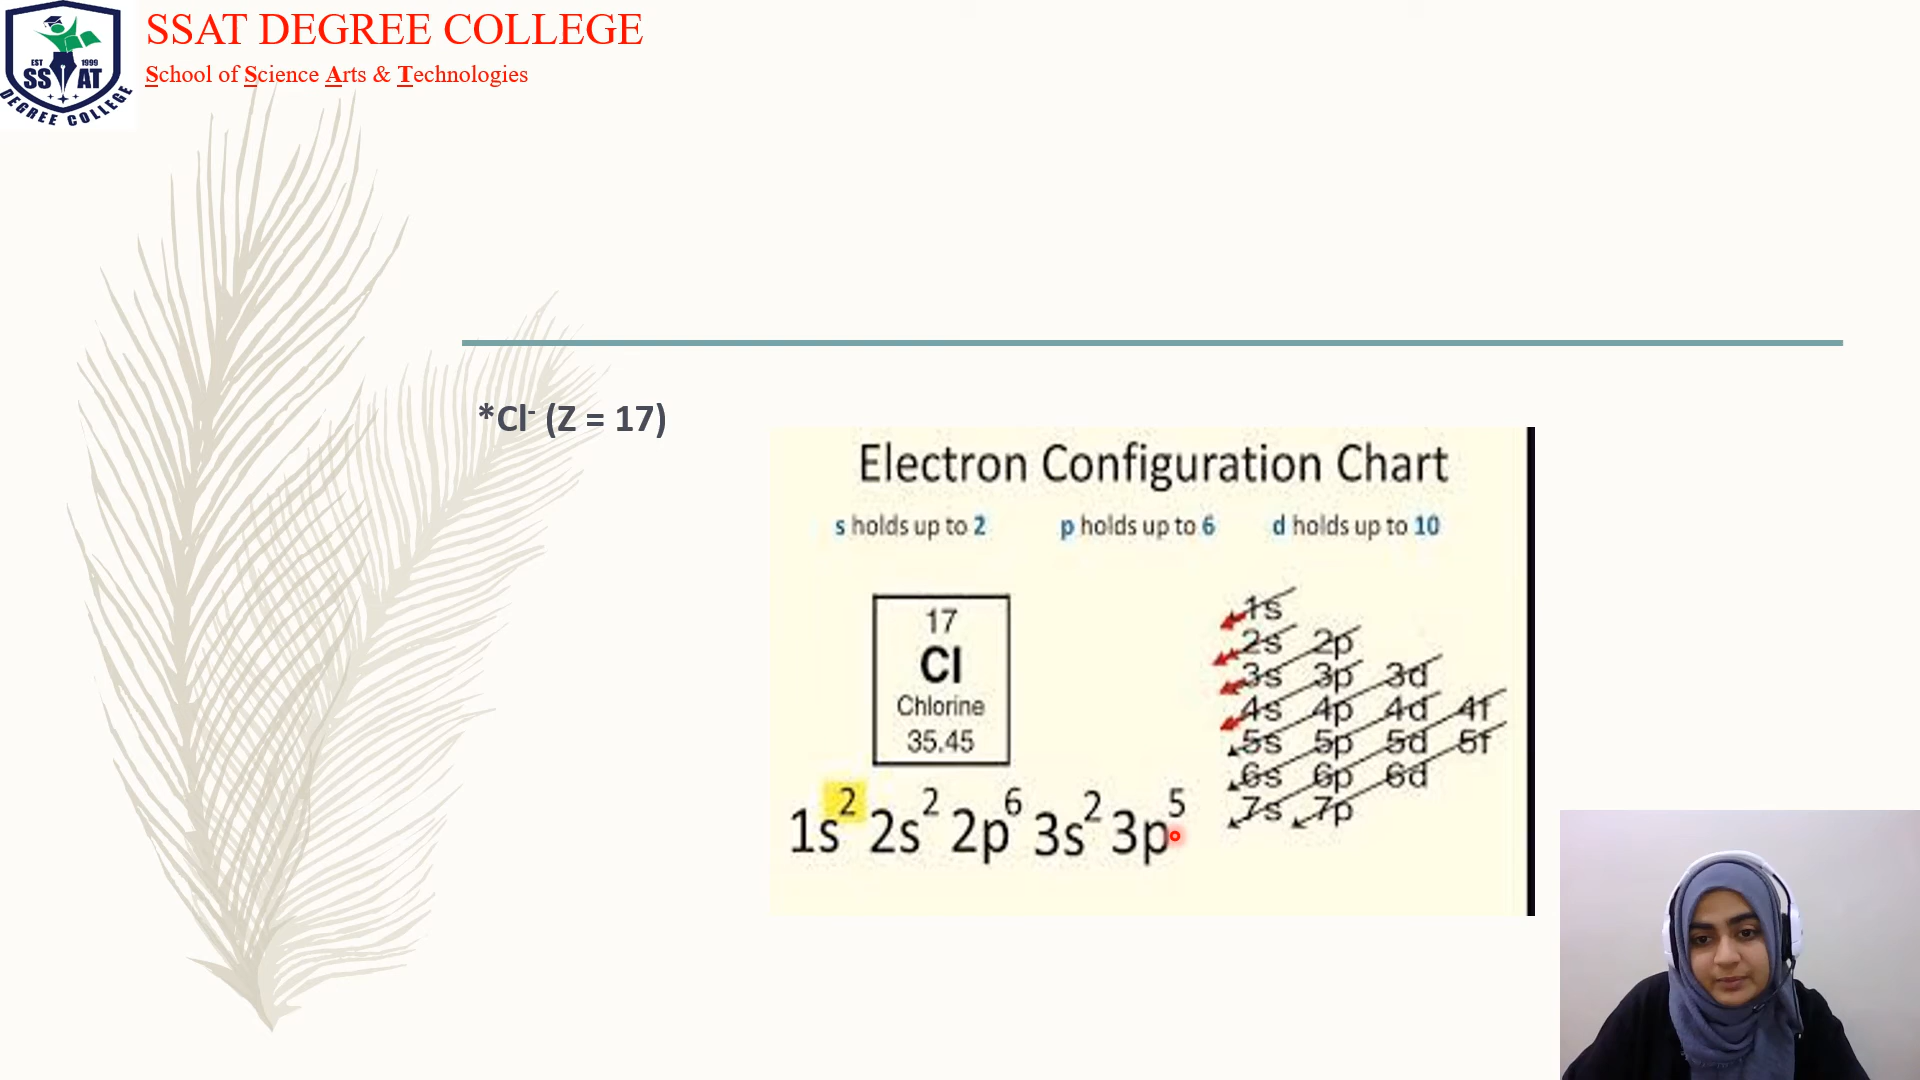 SSAT DEGREE COLLEGE
School of Science Arts & Technologies
EST 1999
SSAT
DEGREE COLLEGE
*Cl⁻ (Z = 17)
Electron Configuration Chart
s holds up to 2 p holds up to 6 d holds up to 10
17
Cl
Chlorine
35.45
1s
2s 2p
3s 3p 3d
4s 4p 4d 4f
5s 5p 5d 5f
6s 6p 6d
7s 7p
1s² 2s² 2p⁶ 3s² 3p⁵